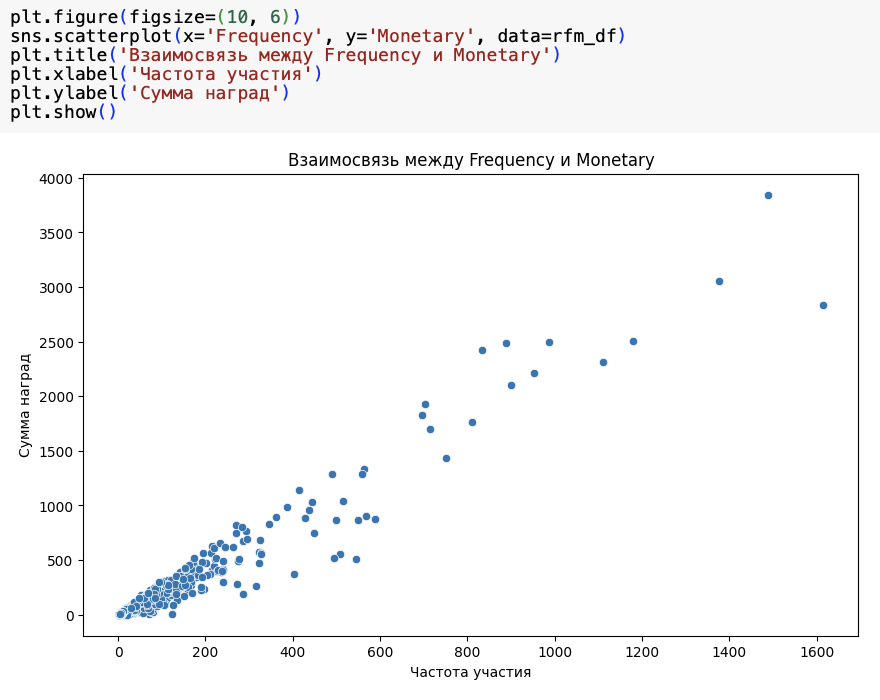 plt.figure(figsize=(10, 6))
sns.scatterplot(x='Frequency', y='Monetary', data=rfm_df)
plt.title('Взаимосвязь между Frequency и Monetary')
plt.xlabel('Частота участия')
plt.ylabel('Сумма наград')
plt.show()
Взаимосвязь между Frequency и Monetary
4000
3500
3000
2500
2000
1500
1000
500
0
Сумма наград
0 200 400 600 800 1000 1200 1400 1600
Частота участия